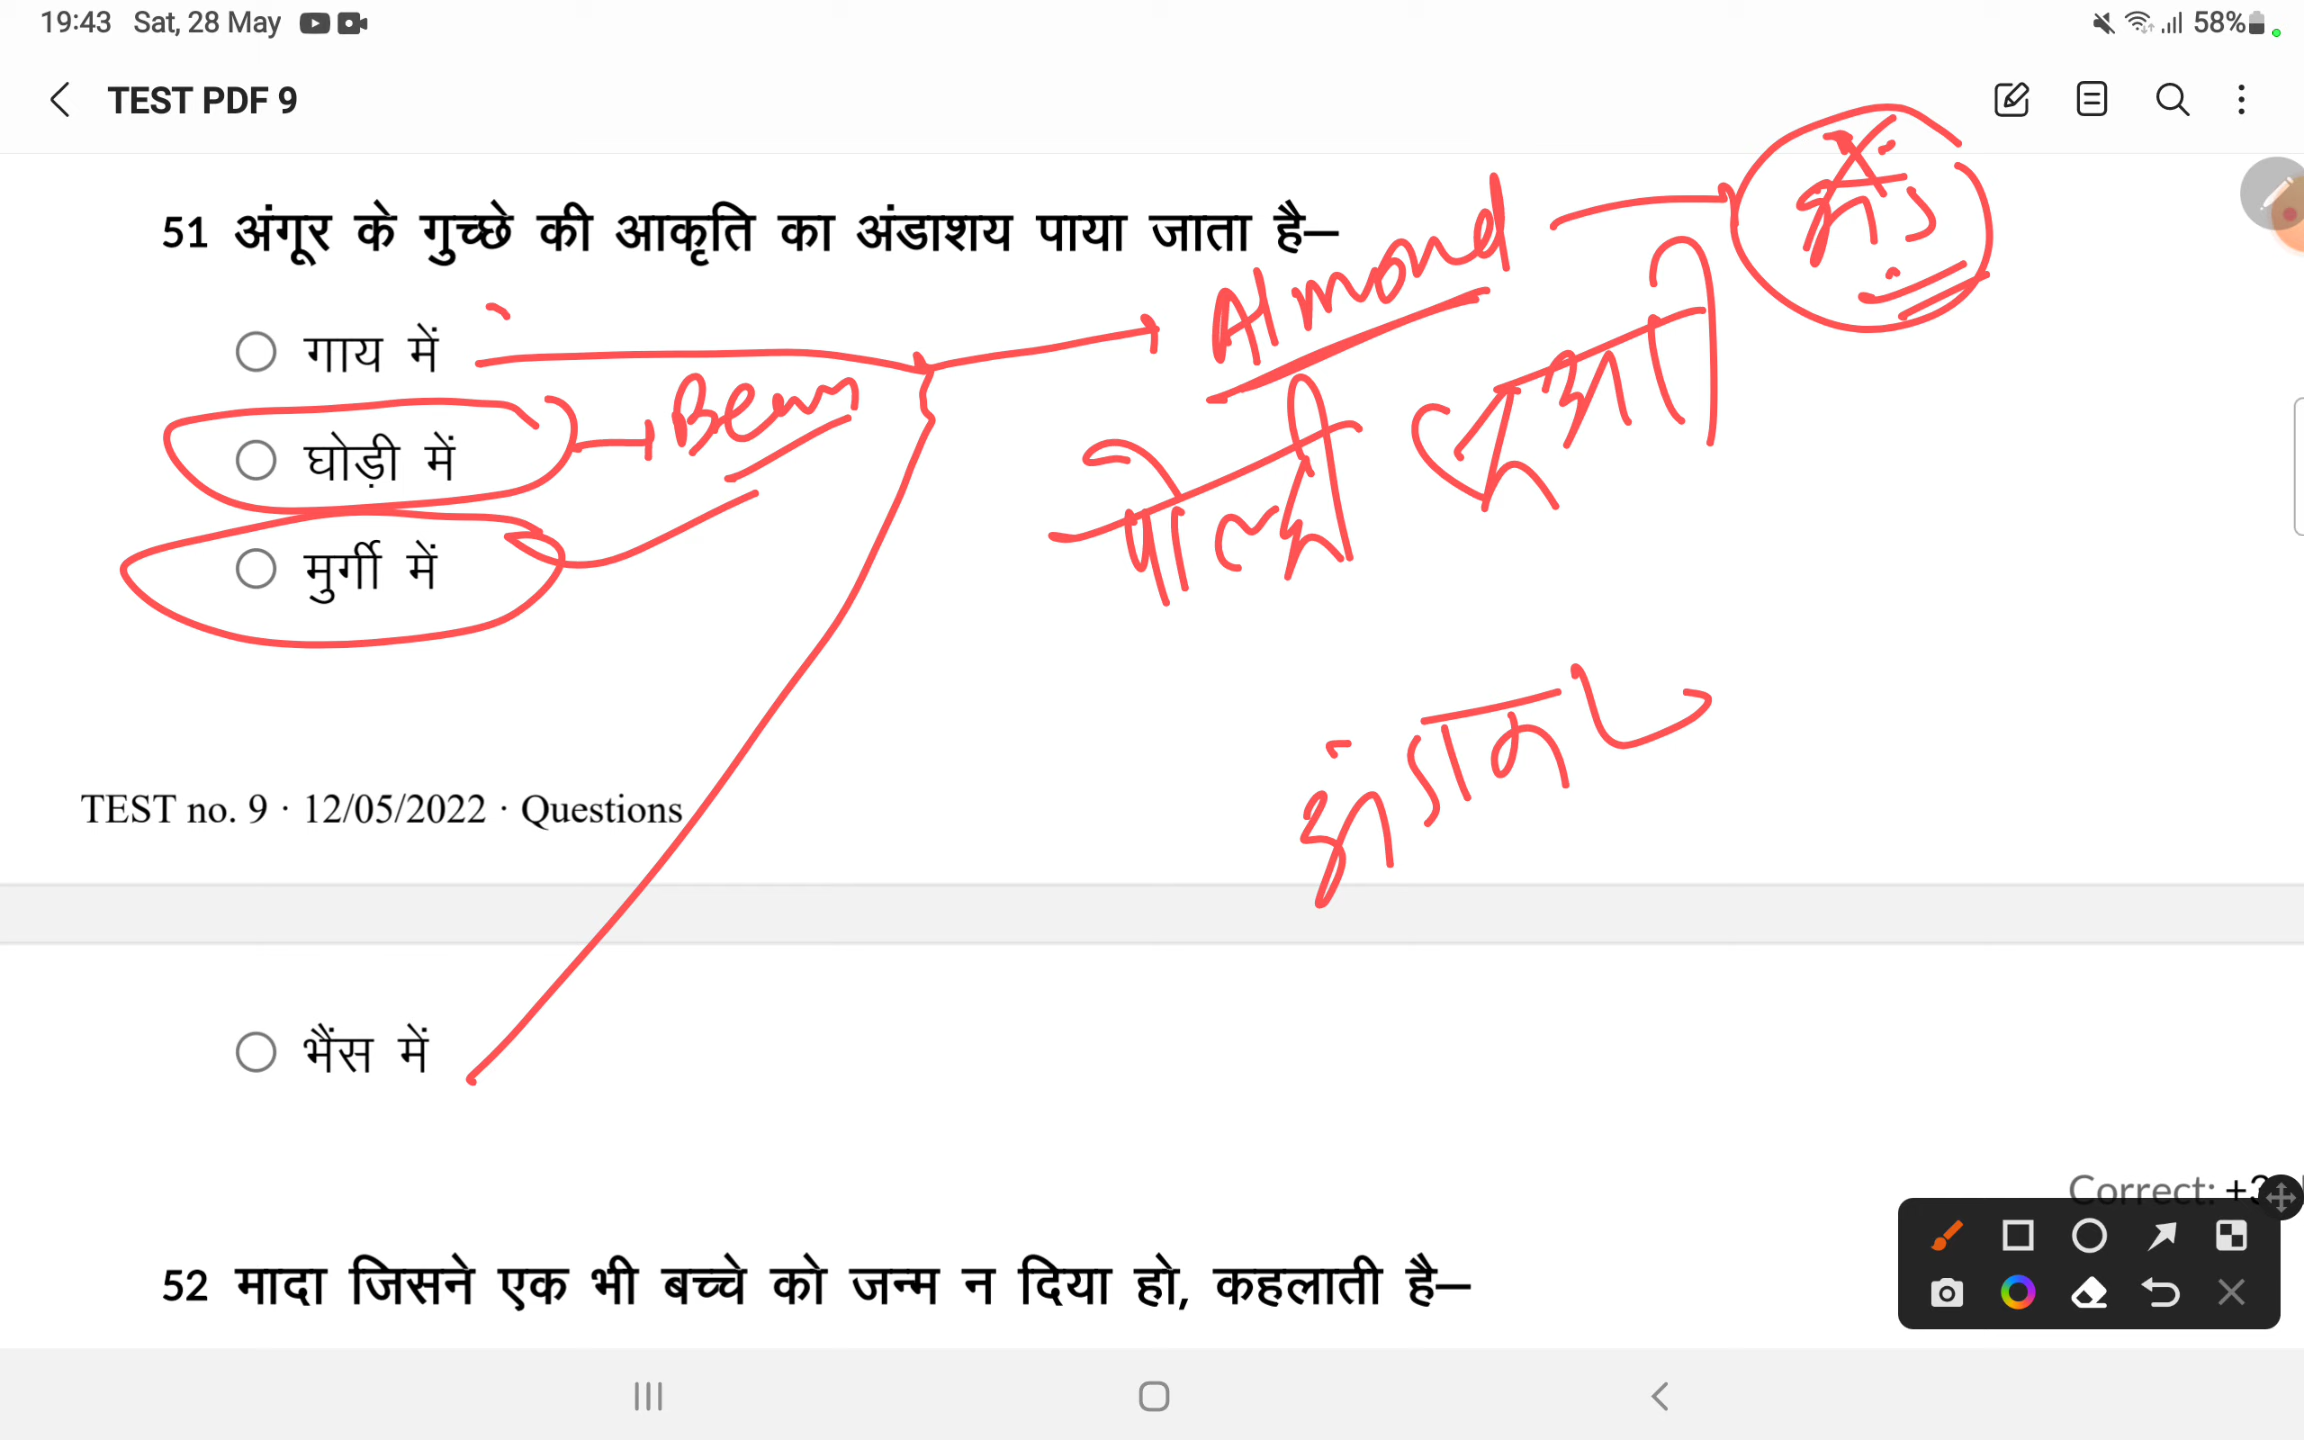 19:43 Sat, 28 May 58%
TEST PDF 9
51 अंगूर के गुच्छे की आकृति का अंडाशय पाया जाता है—
Almond
गाय में
घोड़ी में
मुर्गी में
TEST no. 9 · 12/05/2022 · Questions
भैंस में
Correct: +3
52 मादा जिसने एक भी बच्चे को जन्म न दिया हो, कहलाती है—